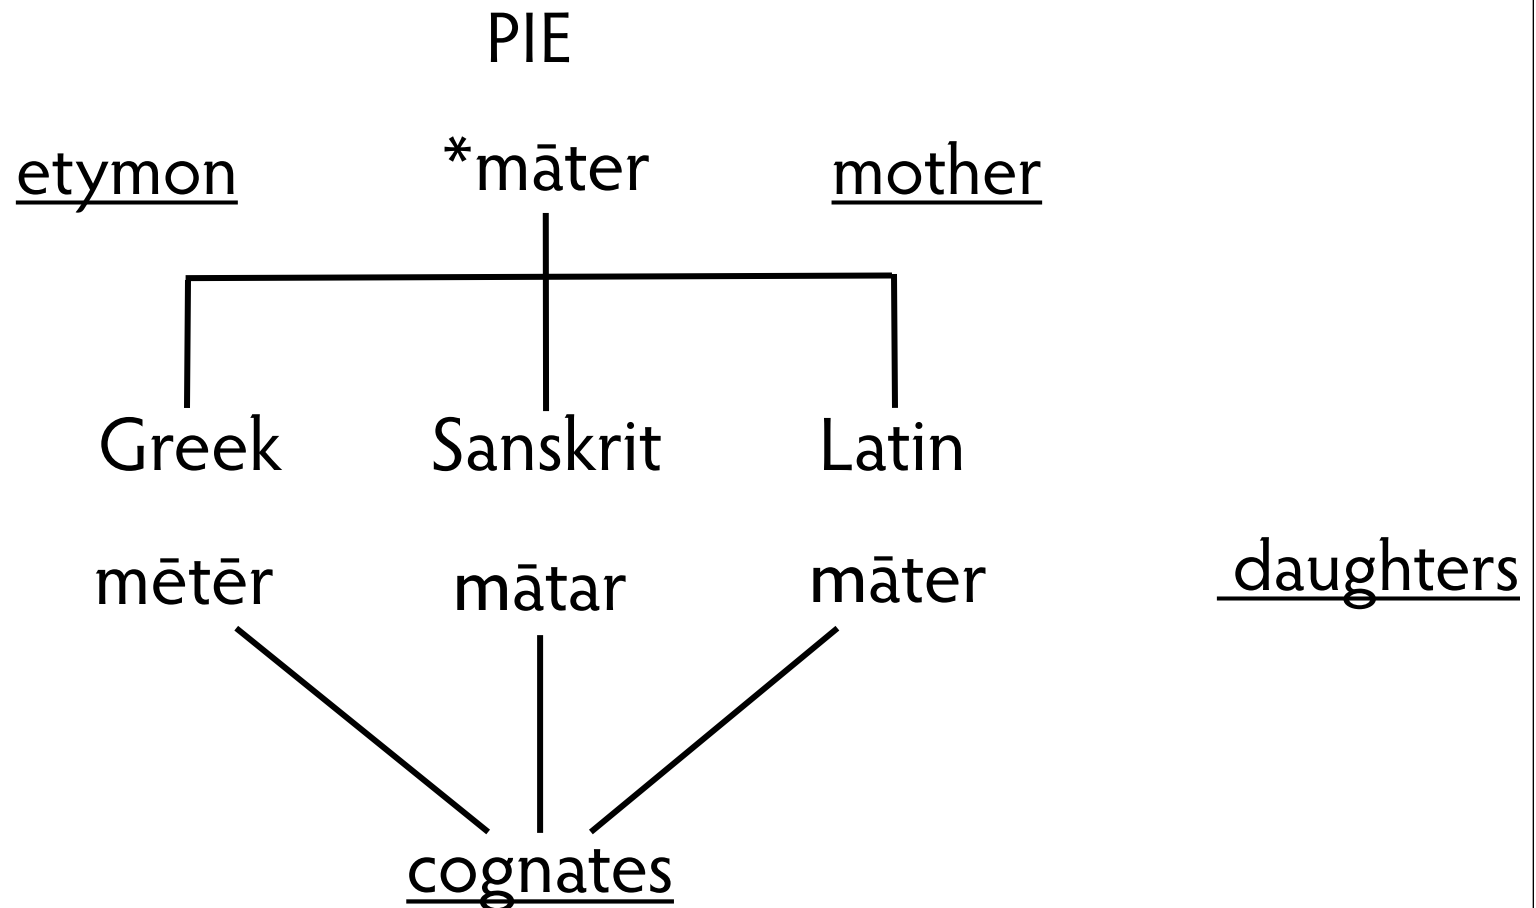 PIE
etymon *māter mother
Greek Sanskrit Latin
mētēr mātar māter daughters
cognates